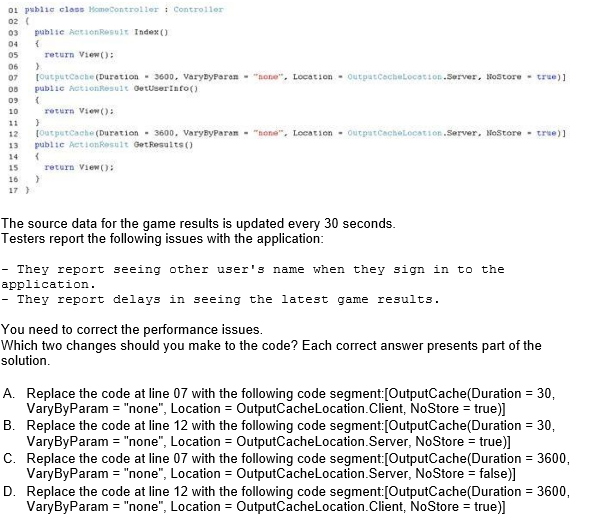 01 public class HomeController : Controller
02 {
03 public ActionResult Index()
04 {
05 return View();
06 }
07 [OutputCache(Duration = 3600, VaryByParam = "none", Location = OutputCacheLocation.Server, NoStore = true)]
08 public ActionResult GetUserInfo()
09 {
10 return View();
11 }
12 [OutputCache(Duration = 3600, VaryByParam = "none", Location = OutputCacheLocation.Server, NoStore = true)]
13 public ActionResult GetResults()
14 {
15 return View();
16 }
17 }
The source data for the game results is updated every 30 seconds.
Testers report the following issues with the application:
- They report seeing other user's name when they sign in to the
application.
- They report delays in seeing the latest game results.
You need to correct the performance issues.
Which two changes should you make to the code? Each correct answer presents part of the
solution.
A. Replace the code at line 07 with the following code segment:[OutputCache(Duration = 30,
VaryByParam = "none", Location = OutputCacheLocation.Client, NoStore = true)]
B. Replace the code at line 12 with the following code segment:[OutputCache(Duration = 30,
VaryByParam = "none", Location = OutputCacheLocation.Server, NoStore = true)]
C. Replace the code at line 07 with the following code segment:[OutputCache(Duration = 3600,
VaryByParam = "none", Location = OutputCacheLocation.Server, NoStore = false)]
D. Replace the code at line 12 with the following code segment:[OutputCache(Duration = 3600,
VaryByParam = "none", Location = OutputCacheLocation.Client, NoStore = true)]